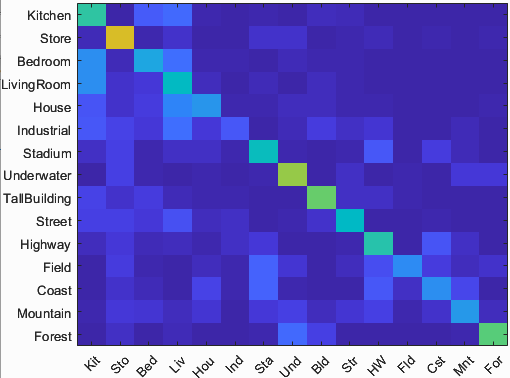 Kitchen
Store
Bedroom
LivingRoom
House
Industrial
Stadium
Underwater
TallBuilding
Street
Highway
Field
Coast
Mountain
Forest
Kit Sto Bed Liv Hou Ind Sta Und Bld Str HW Fld Cst Mnt For